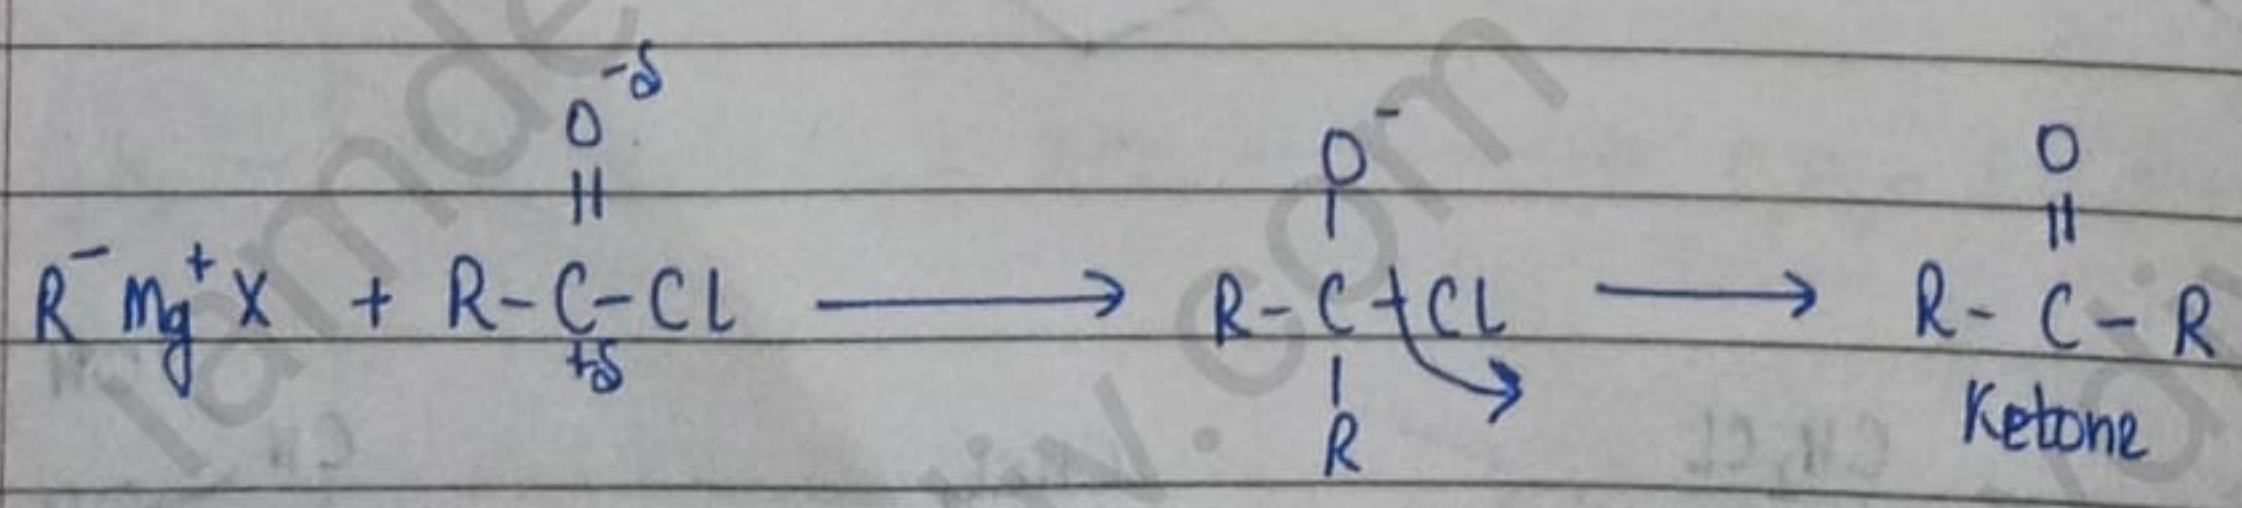 O⁻ᵟ O⁻ O
|| | ||
R⁻Mg⁺X + R-C-Cl ⟶ R-C-Cl ⟶ R-C-R
+δ | Ketone
R